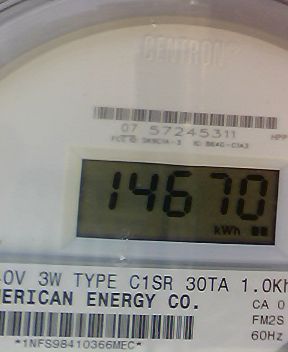 CENTRON
07 57245311
HPP
14670
kWh
0V 3W TYPE C1SR 30TA 1.0Kh
ERICAN ENERGY CO.
CA 0
FM2S
60Hz
*1NFS98410366MEC*